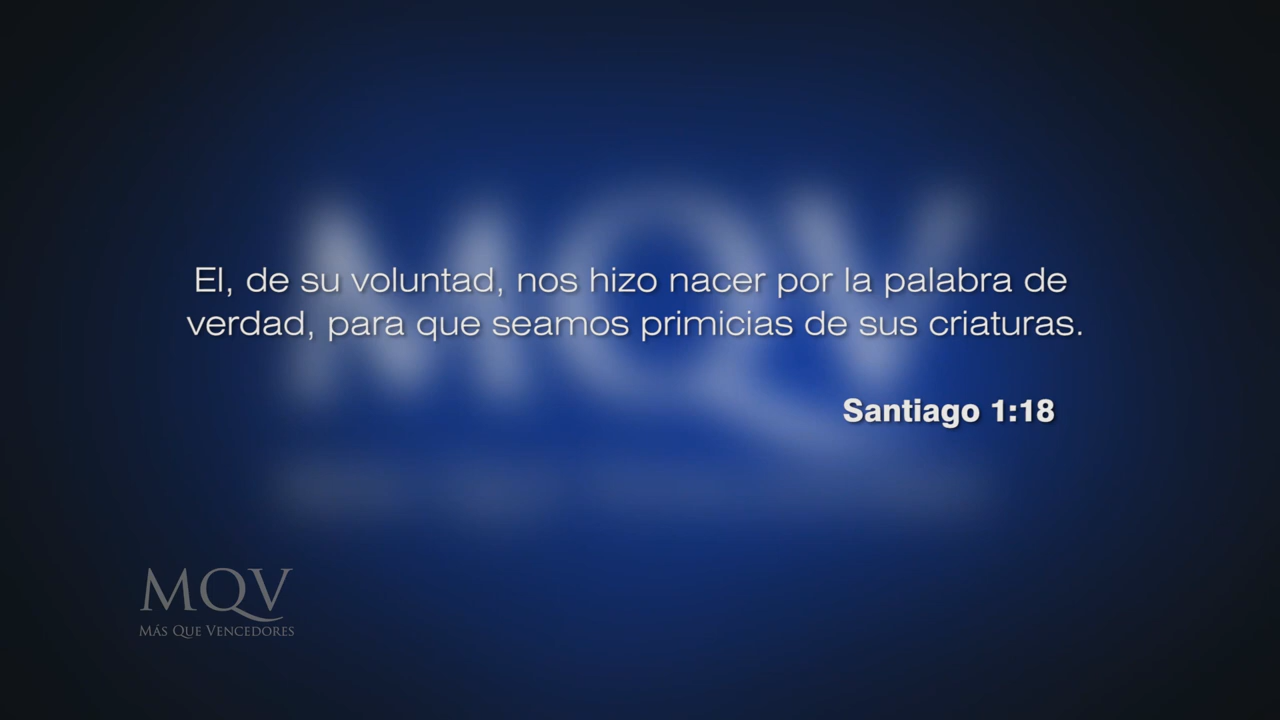 El, de su voluntad, nos hizo nacer por la palabra de
verdad, para que seamos primicias de sus criaturas.
Santiago 1:18
MQV
MÁS QUE VENCEDORES